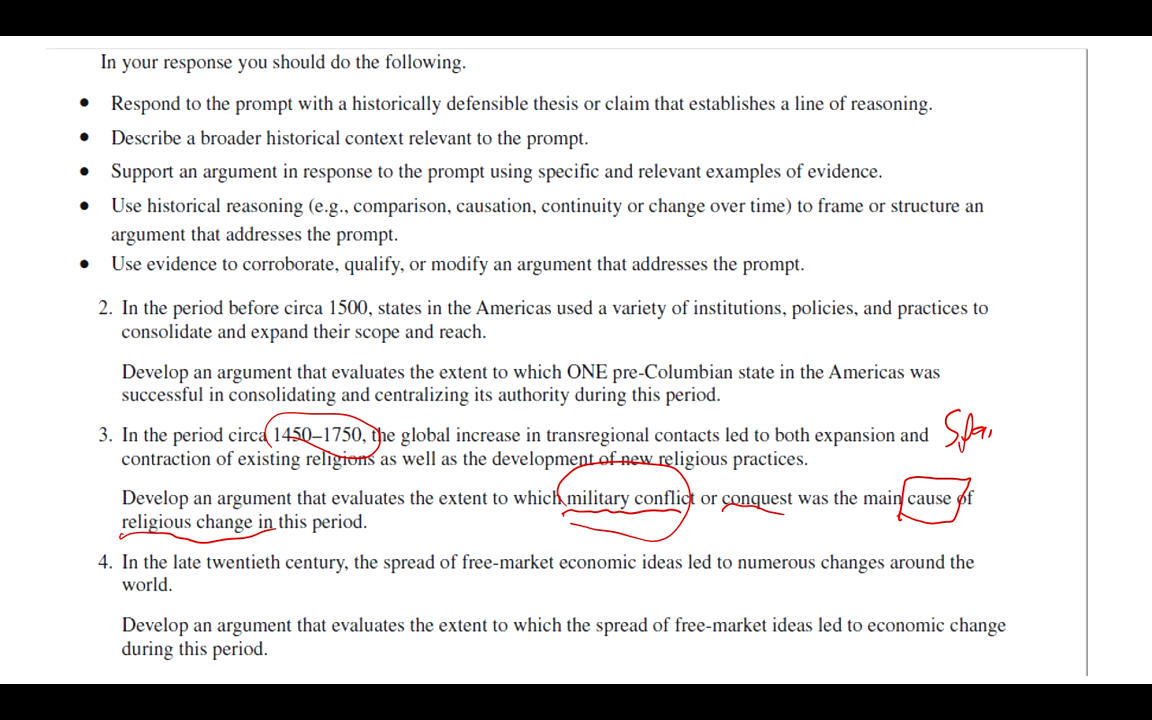 In your response you should do the following.
● Respond to the prompt with a historically defensible thesis or claim that establishes a line of reasoning.
● Describe a broader historical context relevant to the prompt.
● Support an argument in response to the prompt using specific and relevant examples of evidence.
● Use historical reasoning (e.g., comparison, causation, continuity or change over time) to frame or structure an
argument that addresses the prompt.
● Use evidence to corroborate, qualify, or modify an argument that addresses the prompt.
2. In the period before circa 1500, states in the Americas used a variety of institutions, policies, and practices to
consolidate and expand their scope and reach.
Develop an argument that evaluates the extent to which ONE pre-Columbian state in the Americas was
successful in consolidating and centralizing its authority during this period.
3. In the period circa 1450–1750, the global increase in transregional contacts led to both expansion and
contraction of existing religions as well as the development of new religious practices.
Develop an argument that evaluates the extent to which military conflict or conquest was the main cause of
religious change in this period.
4. In the late twentieth century, the spread of free-market economic ideas led to numerous changes around the
world.
Develop an argument that evaluates the extent to which the spread of free-market ideas led to economic change
during this period.